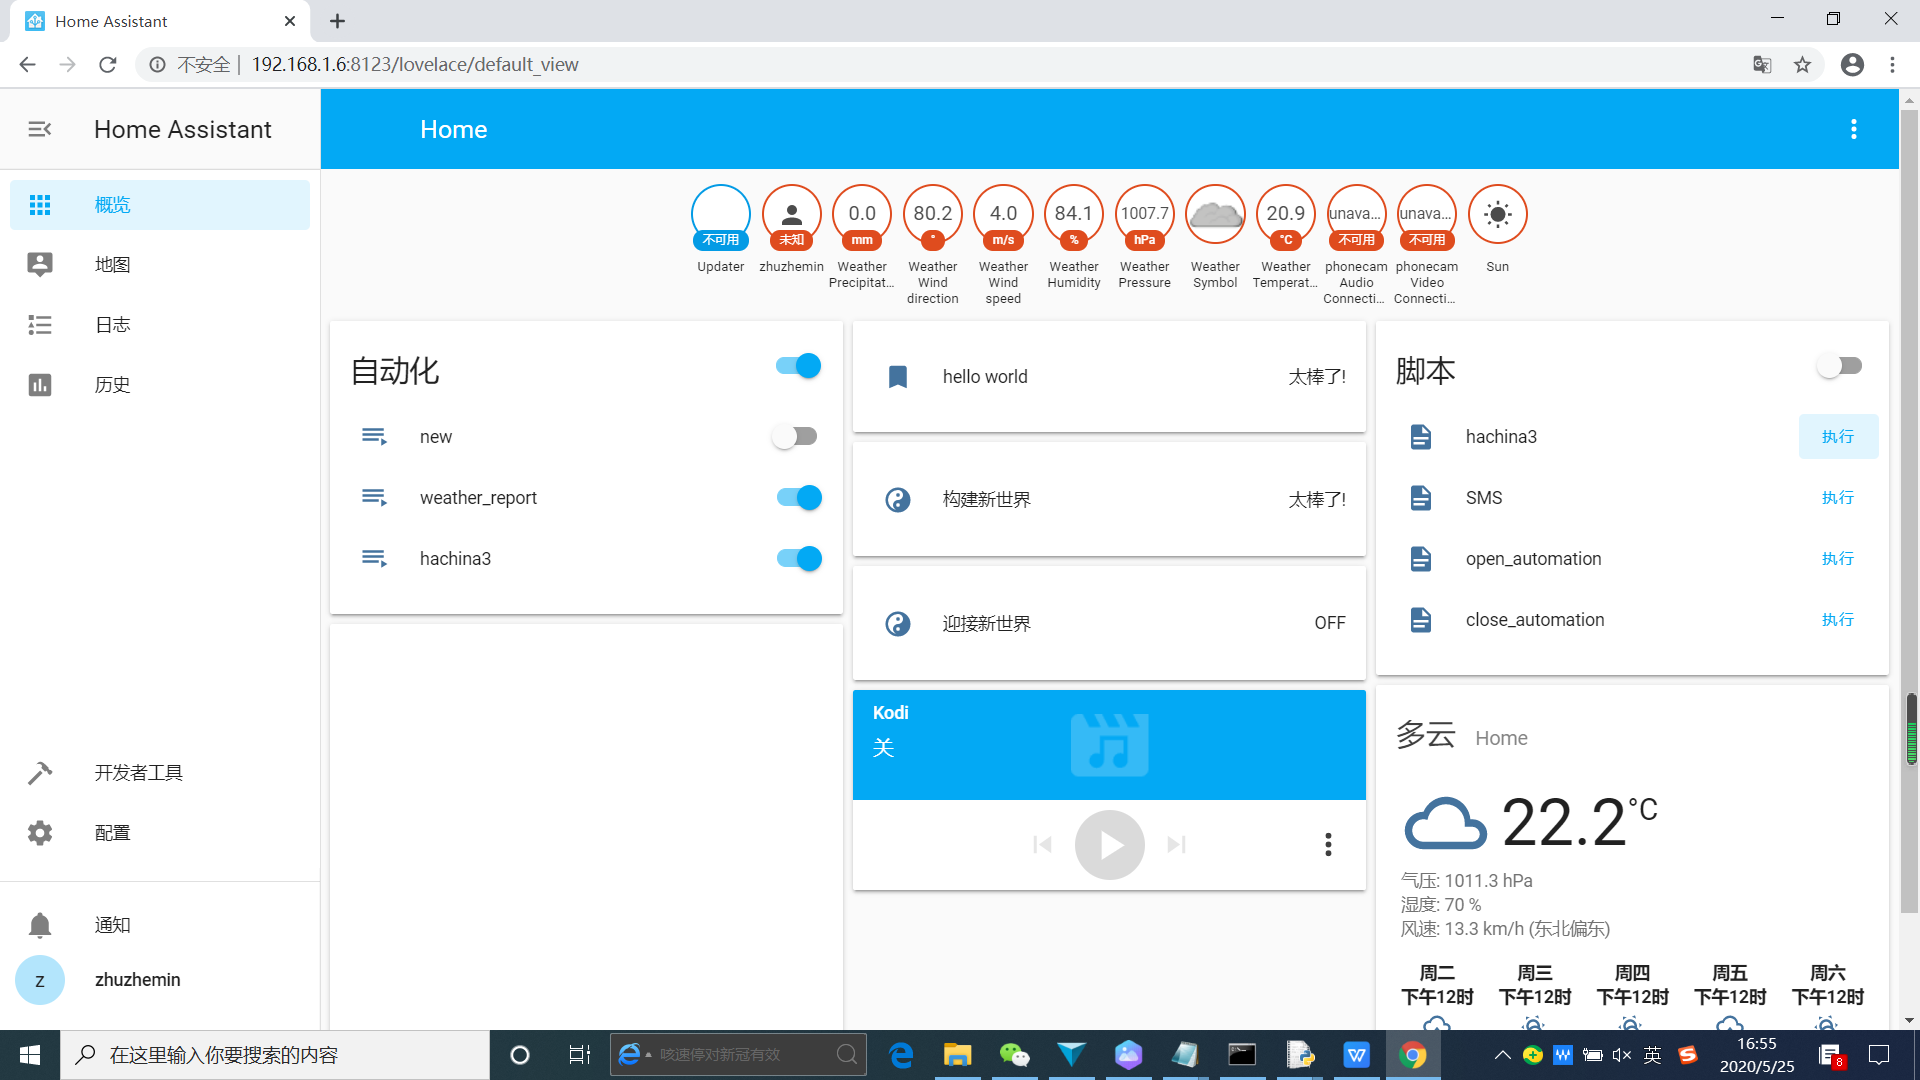 Home Assistant
不安全 | 192.168.1.6:8123/lovelace/default_view
Home Assistant
Home
概览
地图
日志
历史
开发者工具
配置
通知
Z
zhuzhemin
不可用
未知
0.0
mm
80.2
°
4.0
m/s
84.1
%
1007.7
hPa
20.9
°C
unava...
不可用
unava...
不可用
Updater
zhuzhemin
Weather
Precipitat...
Weather
Wind
direction
Weather
Wind
speed
Weather
Humidity
Weather
Pressure
Weather
Symbol
Weather
Temperat...
phonecam
Audio
Connecti...
phonecam
Video
Connecti...
Sun
自动化
new
weather_report
hachina3
hello world 太棒了!
构建新世界 太棒了!
迎接新世界 OFF
Kodi
关
脚本
hachina3 执行
SMS 执行
open_automation 执行
close_automation 执行
多云 Home
22.2 °C
气压: 1011.3 hPa
湿度: 70 %
风速: 13.3 km/h (东北偏东)
周二 周三 周四 周五 周六
下午12时 下午12时 下午12时 下午12时 下午12时
在这里输入你要搜索的内容
咳速停对新冠有效
英
16:55
2020/5/25
8